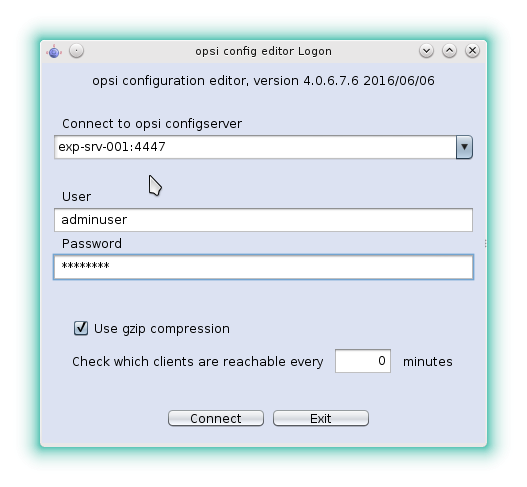 opsi config editor Logon
opsi configuration editor, version 4.0.6.7.6 2016/06/06
Connect to opsi configserver
exp-srv-001:4447
User
adminuser
Password
********
Use gzip compression
Check which clients are reachable every 0 minutes
Connect Exit